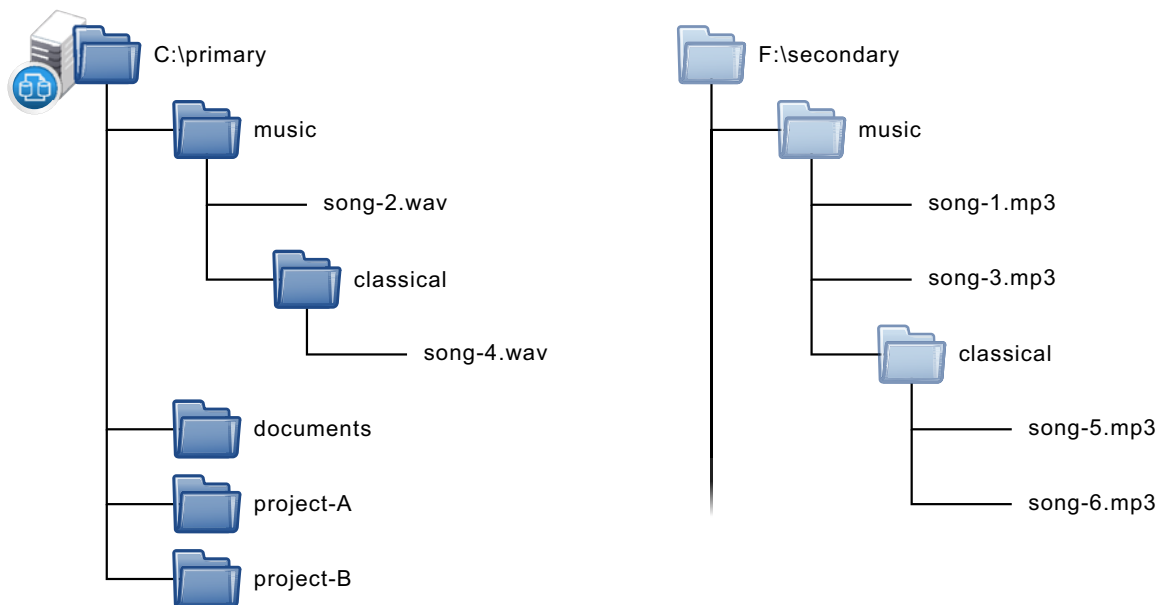 C:\primary
music
song-2.wav
classical
song-4.wav
documents
project-A
project-B
F:\secondary
music
song-1.mp3
song-3.mp3
classical
song-5.mp3
song-6.mp3